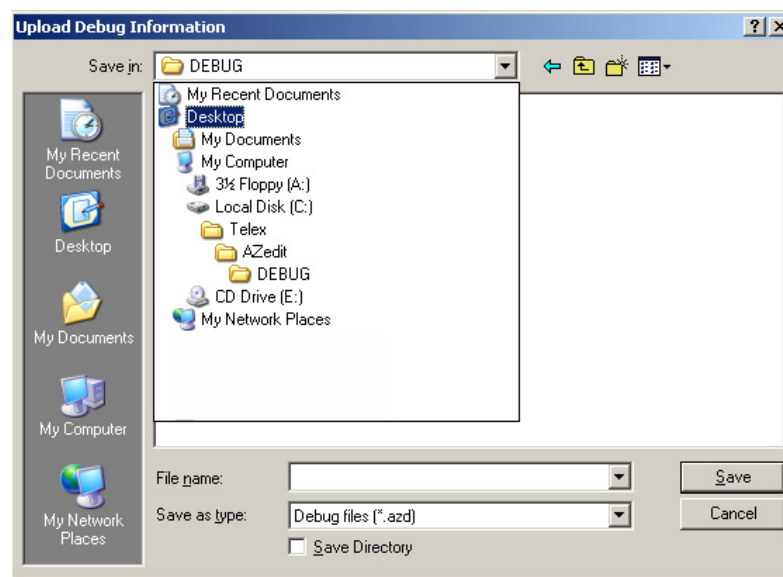 Upload Debug Information
Save in:
DEBUG
My Recent Documents
Desktop
My Documents
My Computer
3½ Floppy (A:)
Local Disk (C:)
Telex
AZedit
DEBUG
CD Drive (E:)
My Network Places
My Recent
Documents
Desktop
My Documents
My Computer
My Network
Places
File name:
Save
Save as type:
Debug files (*.azd)
Cancel
Save Directory